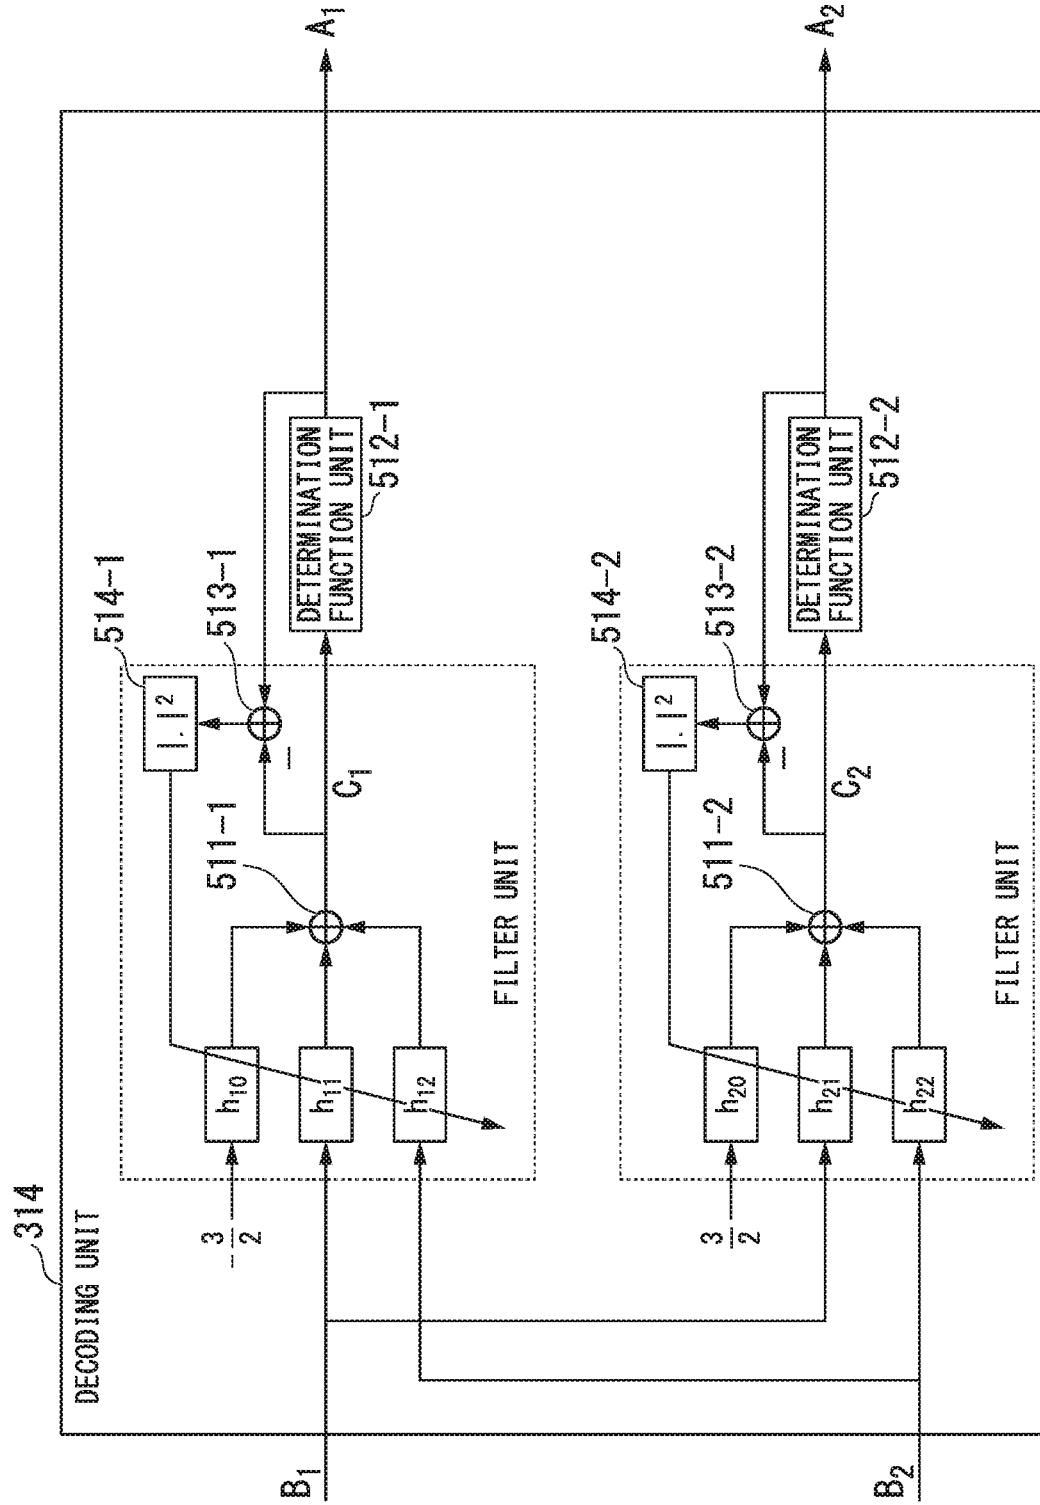 314
DECODING UNIT
514-1
|.|²
513-1
511-1
-3/2
h₁₀
−
B₁
h₁₁
C₁
DETERMINATION
FUNCTION UNIT
512-1
A₁
h₁₂
FILTER UNIT
514-2
|.|²
513-2
511-2
3/2
h₂₀
−
h₂₁
C₂
DETERMINATION
FUNCTION UNIT
512-2
A₂
B₂
h₂₂
FILTER UNIT